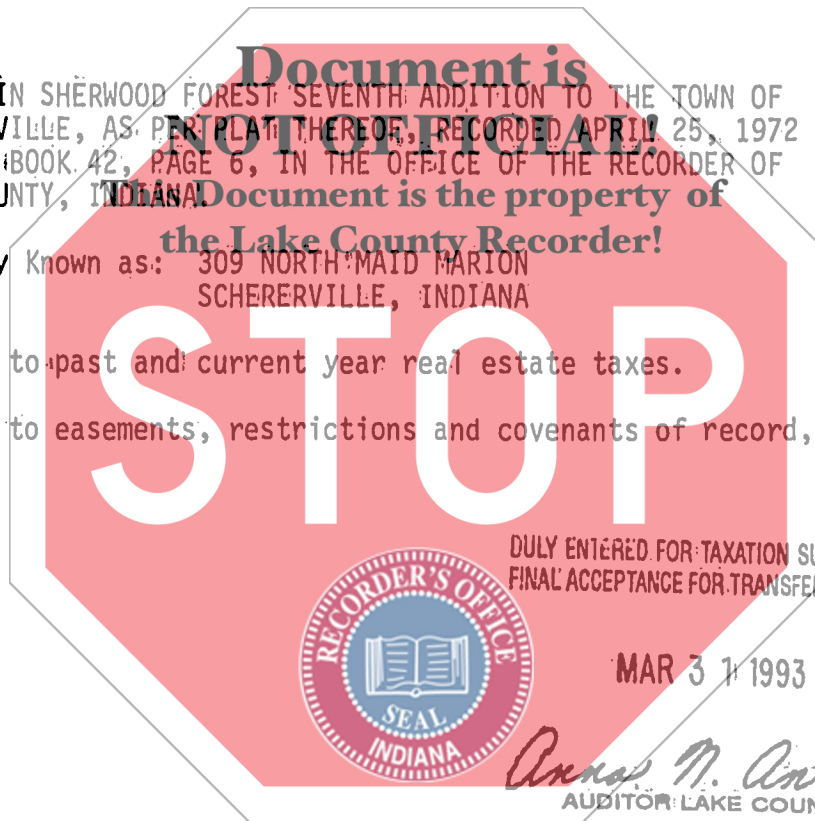 Document is
IN SHERWOOD FOREST SEVENTH ADDITION TO THE TOWN OF
NOT OFFICIAL!
VILLE, AS PER PLAT THEREOF, RECORDED APRIL 25, 1972
BOOK 42, PAGE 6, IN THE OFFICE OF THE RECORDER OF
This Document is the property of
UNTY, INDIANA.
the Lake County Recorder!
y Known as: 309 NORTH MAID MARION
SCHERERVILLE, INDIANA
STOP
to past and current year real estate taxes.
to easements, restrictions and covenants of record,
DULY ENTERED FOR TAXATION SU
FINAL ACCEPTANCE FOR TRANSFE
RECORDER'S OFFICE
SEAL
INDIANA
MAR 31 1993
Anna N. An
AUDITOR LAKE COUN